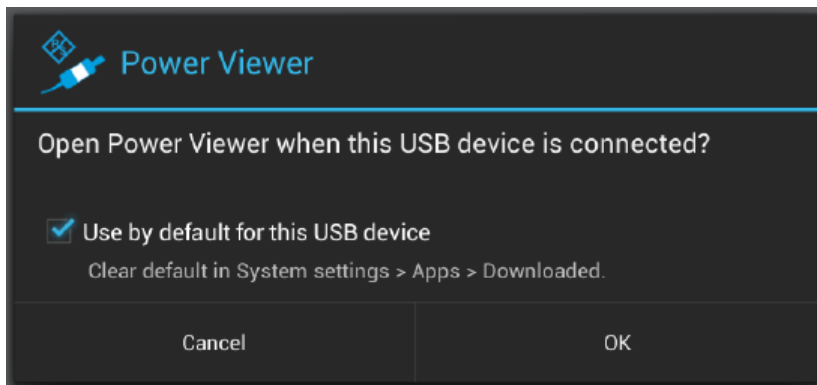 Power Viewer
Open Power Viewer when this USB device is connected?
Use by default for this USB device
Clear default in System settings > Apps > Downloaded.
Cancel
OK